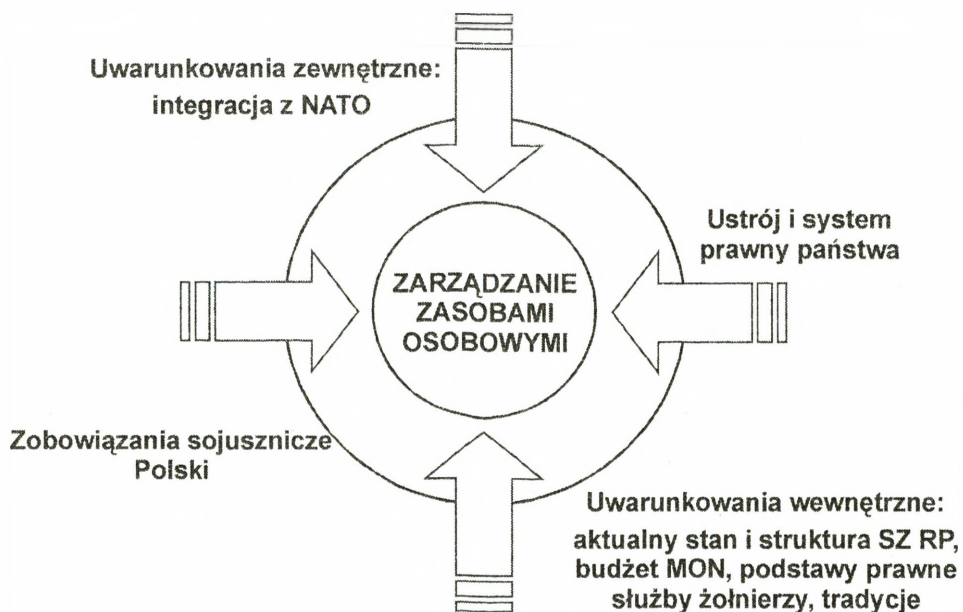 Uwarunkowania zewnętrzne:
integracja z NATO
Ustrój i system
prawny państwa
ZARZĄDZANIE
ZASOBAMI
OSOBOWYMI
Zobowiązania sojusznicze
Polski
Uwarunkowania wewnętrzne:
aktualny stan i struktura SZ RP,
budżet MON, podstawy prawne
służby żołnierzy, tradycje